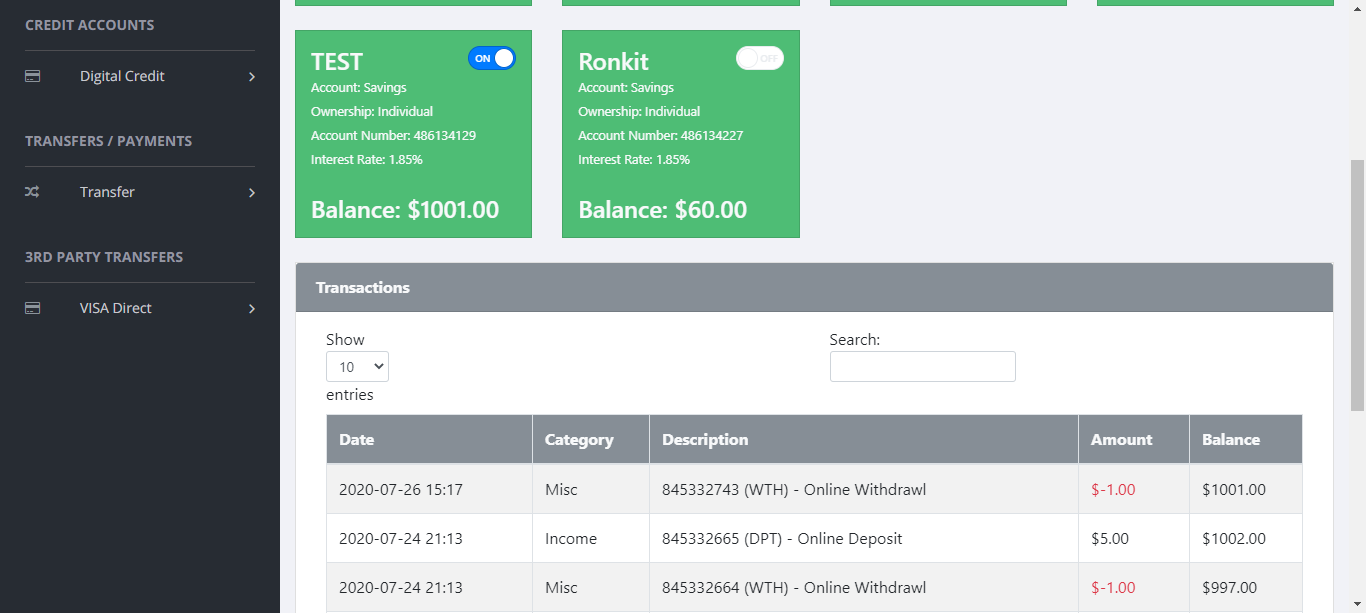 CREDIT ACCOUNTS
Digital Credit
TRANSFERS / PAYMENTS
Transfer
3RD PARTY TRANSFERS
VISA Direct
TEST
ON
Account: Savings
Ownership: Individual
Account Number: 486134129
Interest Rate: 1.85%
Balance: $1001.00
Ronkit
OFF
Account: Savings
Ownership: Individual
Account Number: 486134227
Interest Rate: 1.85%
Balance: $60.00
Transactions
Show
10
entries
Search:
Date Category Description Amount Balance
2020-07-26 15:17 Misc 845332743 (WTH) - Online Withdrawl $-1.00 $1001.00
2020-07-24 21:13 Income 845332665 (DPT) - Online Deposit $5.00 $1002.00
2020-07-24 21:13 Misc 845332664 (WTH) - Online Withdrawl $-1.00 $997.00